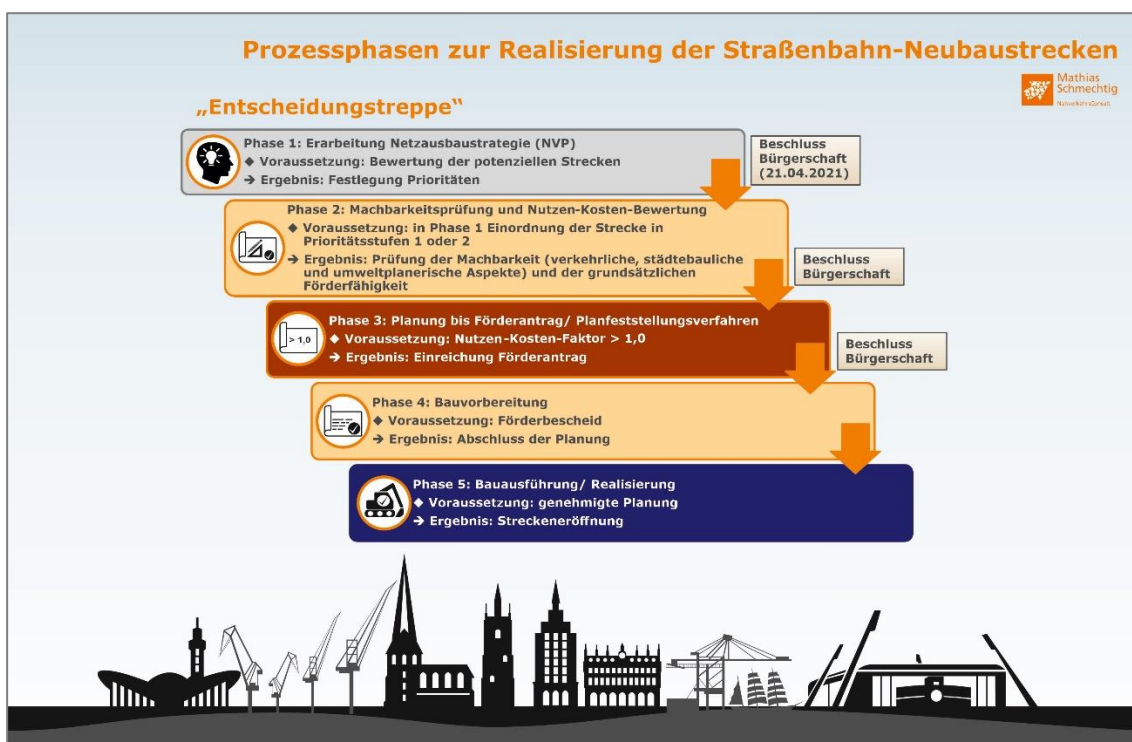 Prozessphasen zur Realisierung der Straßenbahn-Neubaustrecken
Mathias
Schmechtig
NahverkehrsConsult
„Entscheidungstreppe“
Phase 1: Erarbeitung Netzausbaustrategie (NVP)
◆ Voraussetzung: Bewertung der potenziellen Strecken
→ Ergebnis: Festlegung Prioritäten
Beschluss
Bürgerschaft
(21.04.2021)
Phase 2: Machbarkeitsprüfung und Nutzen-Kosten-Bewertung
◆ Voraussetzung: in Phase 1 Einordnung der Strecke in
Prioritätsstufen 1 oder 2
→ Ergebnis: Prüfung der Machbarkeit (verkehrliche, städtebauliche
und umweltplanerische Aspekte) und der grundsätzlichen
Förderfähigkeit
Beschluss
Bürgerschaft
Phase 3: Planung bis Förderantrag/ Planfeststellungsverfahren
> 1,0
◆ Voraussetzung: Nutzen-Kosten-Faktor > 1,0
→ Ergebnis: Einreichung Förderantrag
Beschluss
Bürgerschaft
Phase 4: Bauvorbereitung
◆ Voraussetzung: Förderbescheid
→ Ergebnis: Abschluss der Planung
Phase 5: Bauausführung/ Realisierung
◆ Voraussetzung: genehmigte Planung
→ Ergebnis: Streckeneröffnung